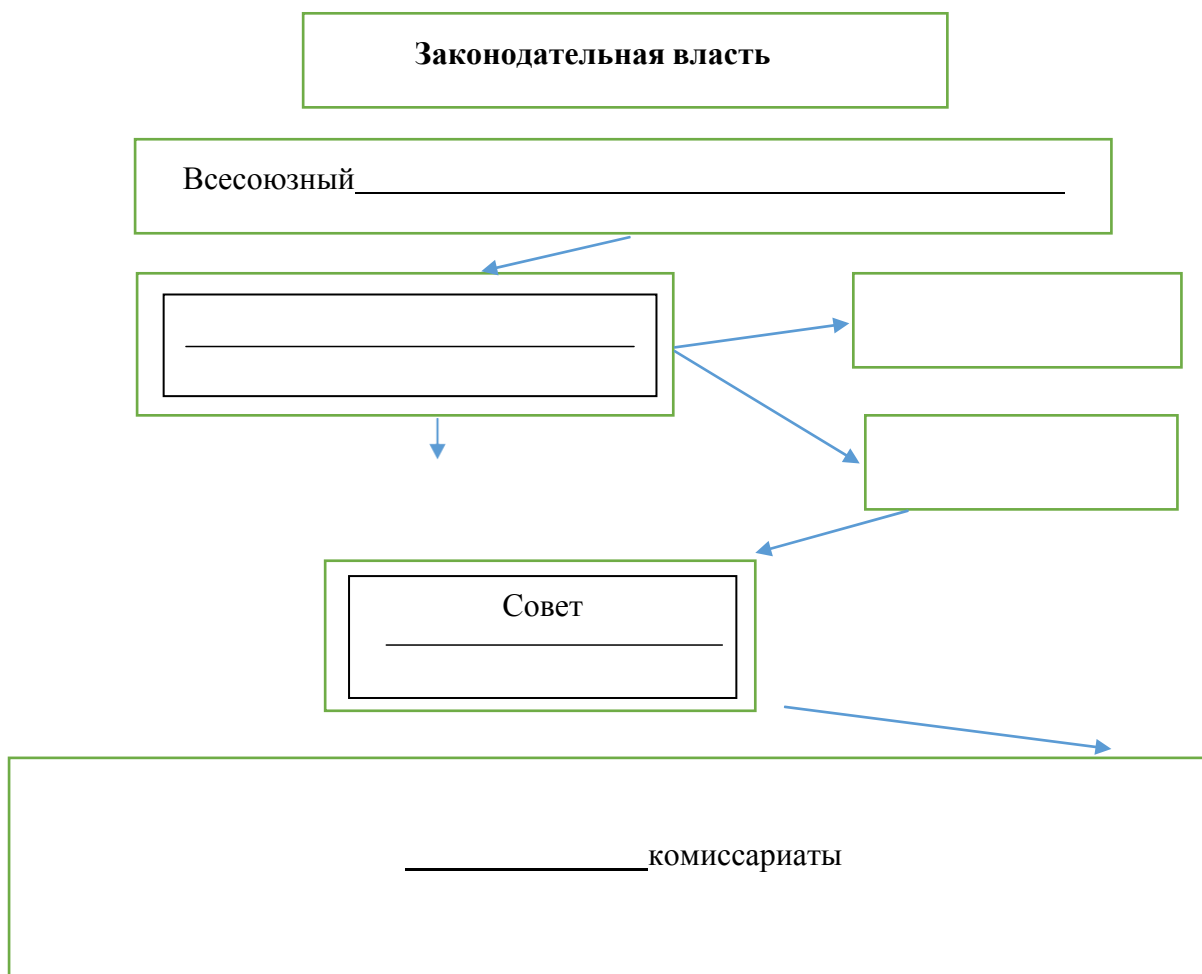 Законодательная власть
Всесоюзный
Совет
комиссариаты